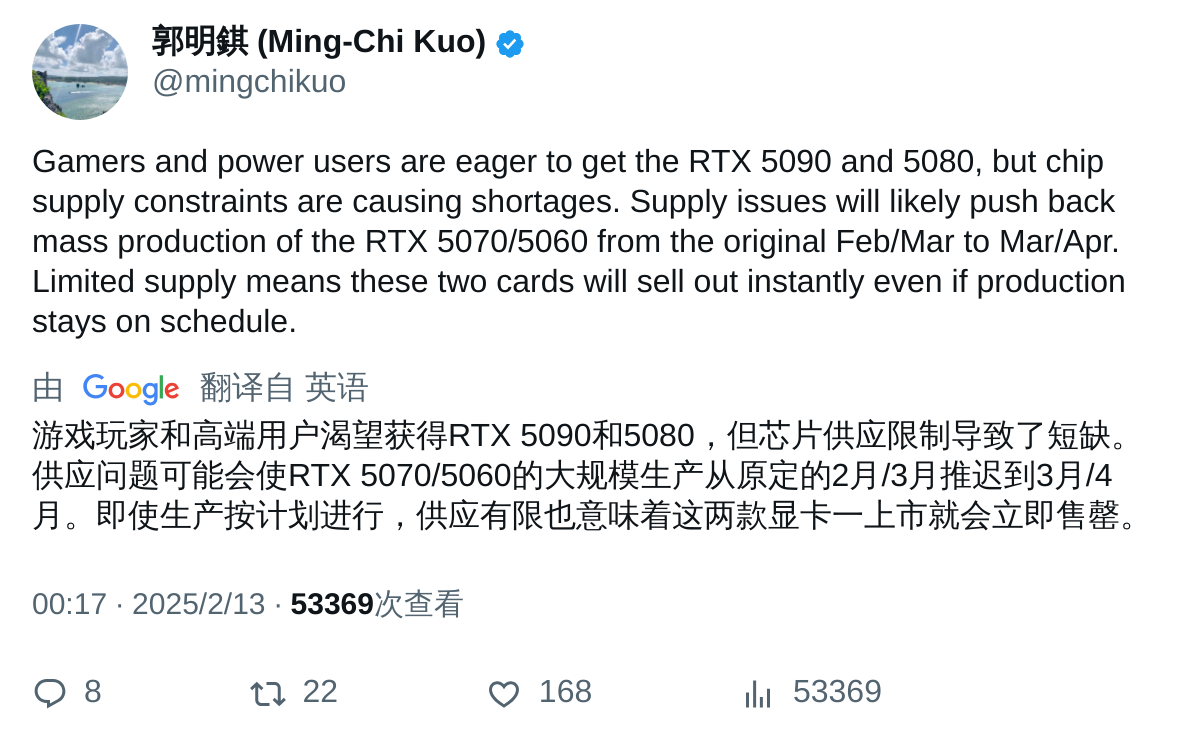 郭明錤 (Ming-Chi Kuo)
@mingchikuo
Gamers and power users are eager to get the RTX 5090 and 5080, but chip
supply constraints are causing shortages. Supply issues will likely push back
mass production of the RTX 5070/5060 from the original Feb/Mar to Mar/Apr.
Limited supply means these two cards will sell out instantly even if production
stays on schedule.
由 Google 翻译自 英语
游戏玩家和高端用户渴望获得RTX 5090和5080，但芯片供应限制导致了短缺。
供应问题可能会使RTX 5070/5060的大规模生产从原定的2月/3月推迟到3月/4
月。即使生产按计划进行，供应有限也意味着这两款显卡一上市就会立即售罄。
00:17 · 2025/2/13 · 53369次查看
8 22 168 53369